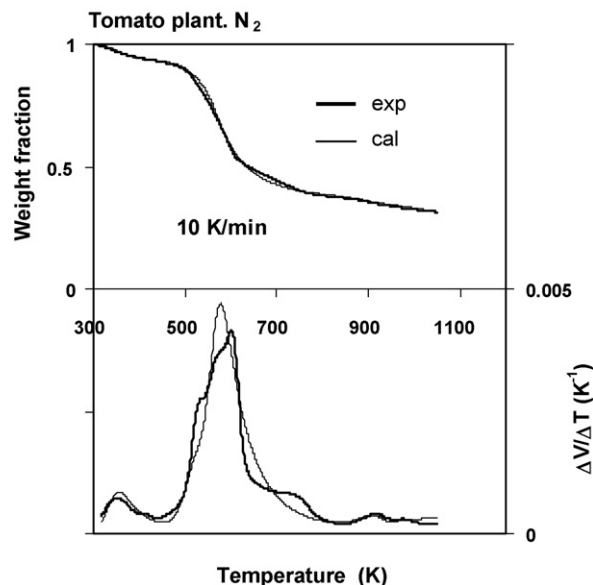 Tomato plant. N₂
1
exp
cal
0.5
Weight fraction
10 K/min
0
0.005
300 500 700 900 1100
ΔV/ΔT (K⁻¹)
0
Temperature (K)